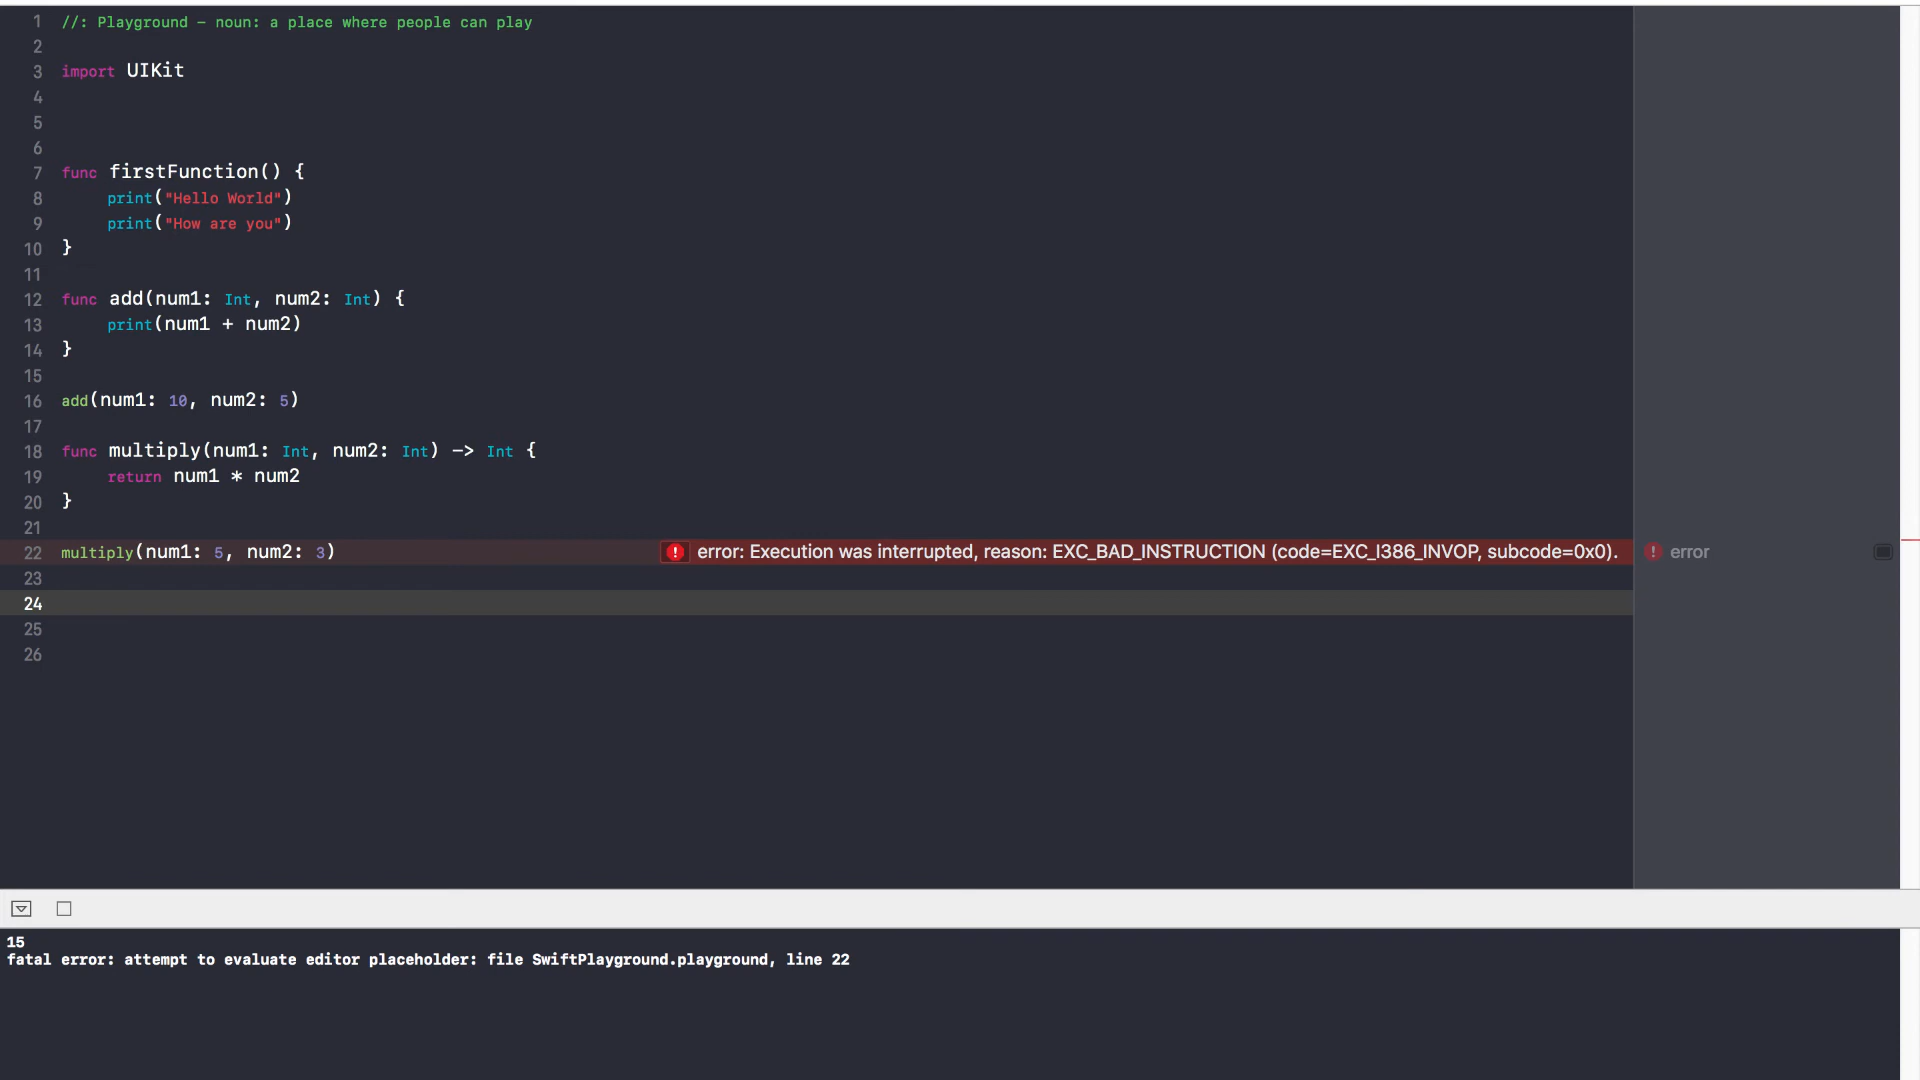 1 //: Playground - noun: a place where people can play
2
3 import UIKit
4
5
6
7 func firstFunction() {
8 print("Hello World")
9 print("How are you")
10 }
11
12 func add(num1: Int, num2: Int) {
13 print(num1 + num2)
14 }
15
16 add(num1: 10, num2: 5)
17
18 func multiply(num1: Int, num2: Int) -> Int {
19 return num1 * num2
20 }
21
22 multiply(num1: 5, num2: 3) error: Execution was interrupted, reason: EXC_BAD_INSTRUCTION (code=EXC_I386_INVOP, subcode=0x0). error
23
24
25
26
15
fatal error: attempt to evaluate editor placeholder: file SwiftPlayground.playground, line 22